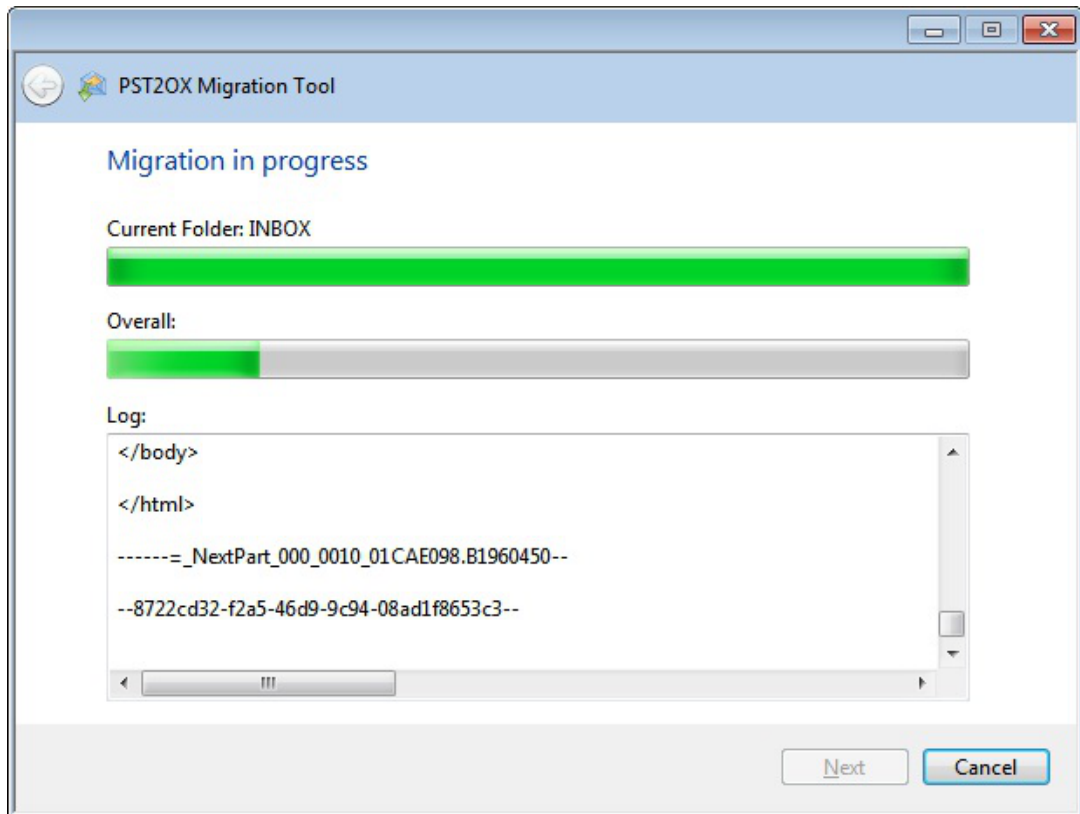 PST2OX Migration Tool
Migration in progress
Current Folder: INBOX
Overall:
Log:
</body>
</html>
------=_NextPart_000_0010_01CAE098.B1960450--
--8722cd32-f2a5-46d9-9c94-08ad1f8653c3--
Next
Cancel